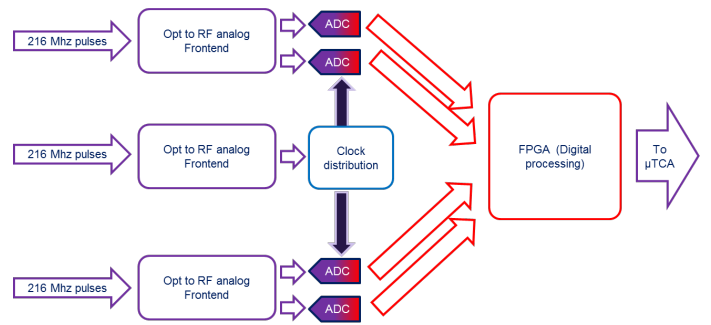 216 Mhz pulses
Opt to RF analog
Frontend
ADC
ADC
216 Mhz pulses
Opt to RF analog
Frontend
Clock
distribution
FPGA (Digital
processing)
To
µTCA
216 Mhz pulses
Opt to RF analog
Frontend
ADC
ADC